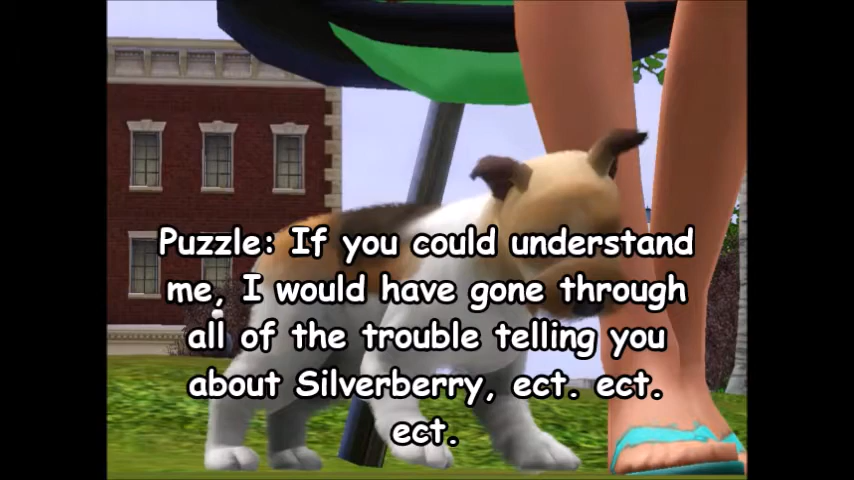 Puzzle: If you could understand
me, I would have gone through
all of the trouble telling you
about Silverberry, ect. ect.
ect.